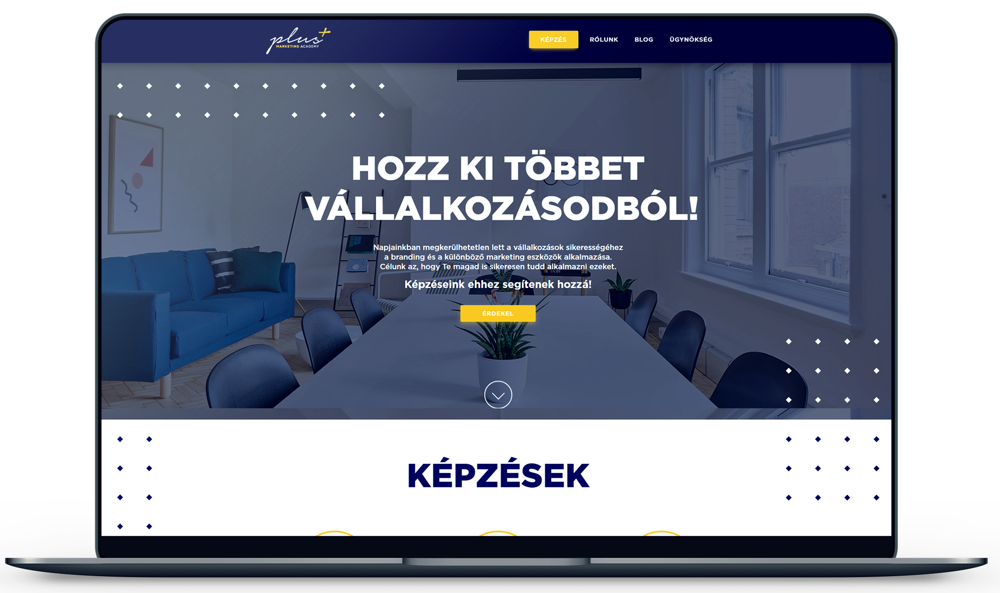 plus+
MARKETING ACADEMY
KÉPZÉS
RÓLUNK
BLOG
ÜGYNÖKSÉG
HOZZ KI TÖBBET
VÁLLALKOZÁSODBÓL!
Napjainkban megkerülhetetlen lett a vállalkozások sikerességéhez
a branding és a különböző marketing eszközök alkalmazása.
Célunk az, hogy Te magad is sikeresen tudd alkalmazni ezeket.
Képzéseink ehhez segítenek hozzá!
ÉRDEKEL
KÉPZÉSEK